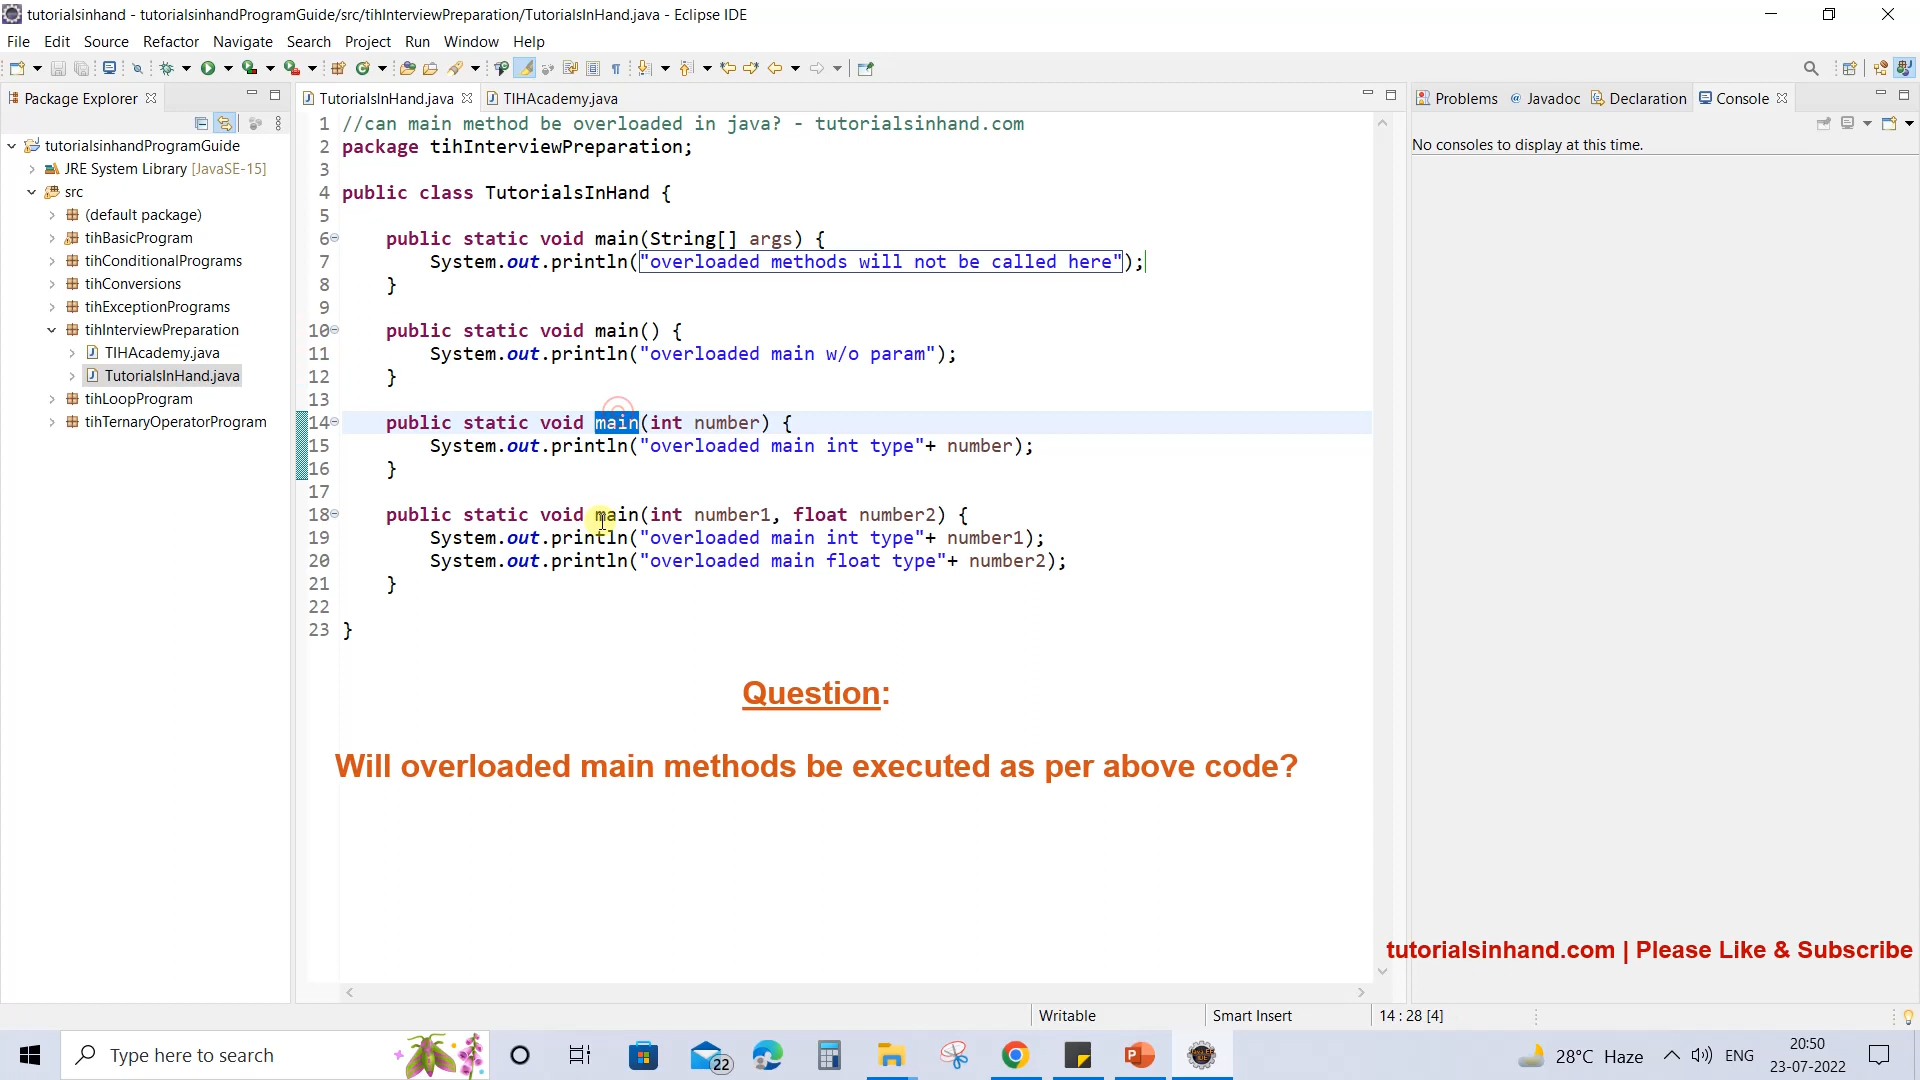 tutorialsinhand - tutorialsinhandProgramGuide/src/tihInterviewPreparation/TutorialsInHand.java - Eclipse IDE
File Edit Source Refactor Navigate Search Project Run Window Help
Package Explorer
tutorialsinhandProgramGuide
JRE System Library [JavaSE-15]
src
(default package)
tihBasicProgram
tihConditionalPrograms
tihConversions
tihExceptionPrograms
tihInterviewPreparation
TIHAcademy.java
TutorialsInHand.java
tihLoopProgram
tihTernaryOperatorProgram
TutorialsInHand.java TIHAcademy.java
1 //can main method be overloaded in java? - tutorialsinhand.com
2 package tihInterviewPreparation;
3
4 public class TutorialsInHand {
5
6 public static void main(String[] args) {
7 System.out.println("overloaded methods will not be called here");
8 }
9
10 public static void main() {
11 System.out.println("overloaded main w/o param");
12 }
13
14 public static void main(int number) {
15 System.out.println("overloaded main int type"+ number);
16 }
17
18 public static void main(int number1, float number2) {
19 System.out.println("overloaded main int type"+ number1);
20 System.out.println("overloaded main float type"+ number2);
21 }
22
23 }
Question:
Will overloaded main methods be executed as per above code?
Problems Javadoc Declaration Console
No consoles to display at this time.
tutorialsinhand.com | Please Like & Subscribe
Writable Smart Insert 14 : 28 [4]
Type here to search
22
28°C Haze ENG
20:50
23-07-2022